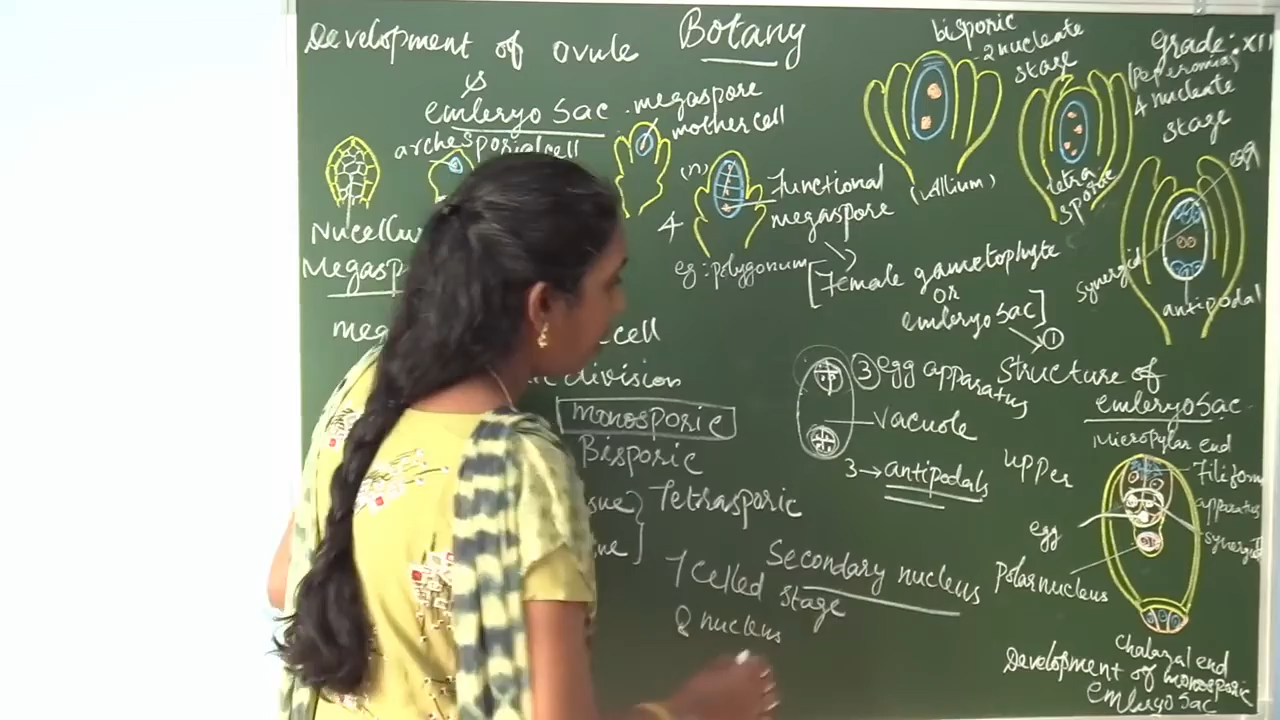 Development of ovule
Botany
Grade: XII
embryo sac
archesporial cell
megaspore
mother cell
Nucellu
Megasp
meg
cell
division
monosporic
Bisporic
Tetrasporic
(n)
4
Functional
megaspore
eg: polygonum
[Female gametophyte
or
embryo sac]
bisporic
- 2 nucleate
stage
(Allium)
(peperomia)
4 nucleate
stage
Tetra
sporic
egg
synergid
antipodal
①
③ egg apparatus
vacuole
3→ antipodals
Secondary nucleus
7 celled stage
8 nucleus
Structure of
embryo sac
Micropylar end
upper
Filiform
apparatus
egg
synergid
Polar nucleus
Chalazal end
Development of monosporic
embryo sac